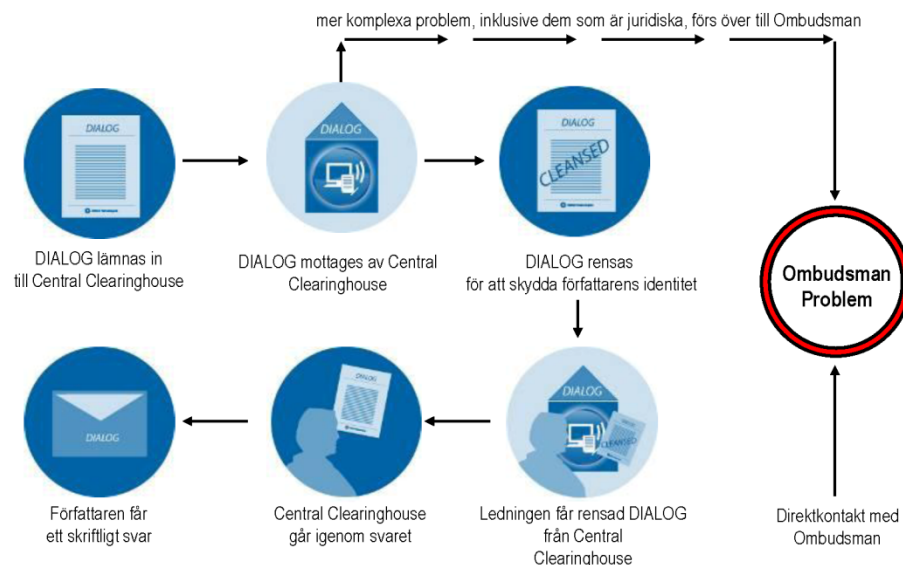 mer komplexa problem, inklusive dem som är juridiska, förs över till Ombudsman
DIALOG
DIALOG
DIALOG
CLEANSED
DIALOG lämnas in
till Central Clearinghouse
DIALOG mottages av Central
Clearinghouse
DIALOG rensas
för att skydda författarens identitet
Ombudsman
Problem
DIALOG
DIALOG
CLEANSED
Författaren får
ett skriftligt svar
Central Clearinghouse
går igenom svaret
Ledningen får rensad DIALOG
från Central
Clearinghouse
Direktkontakt med
Ombudsman